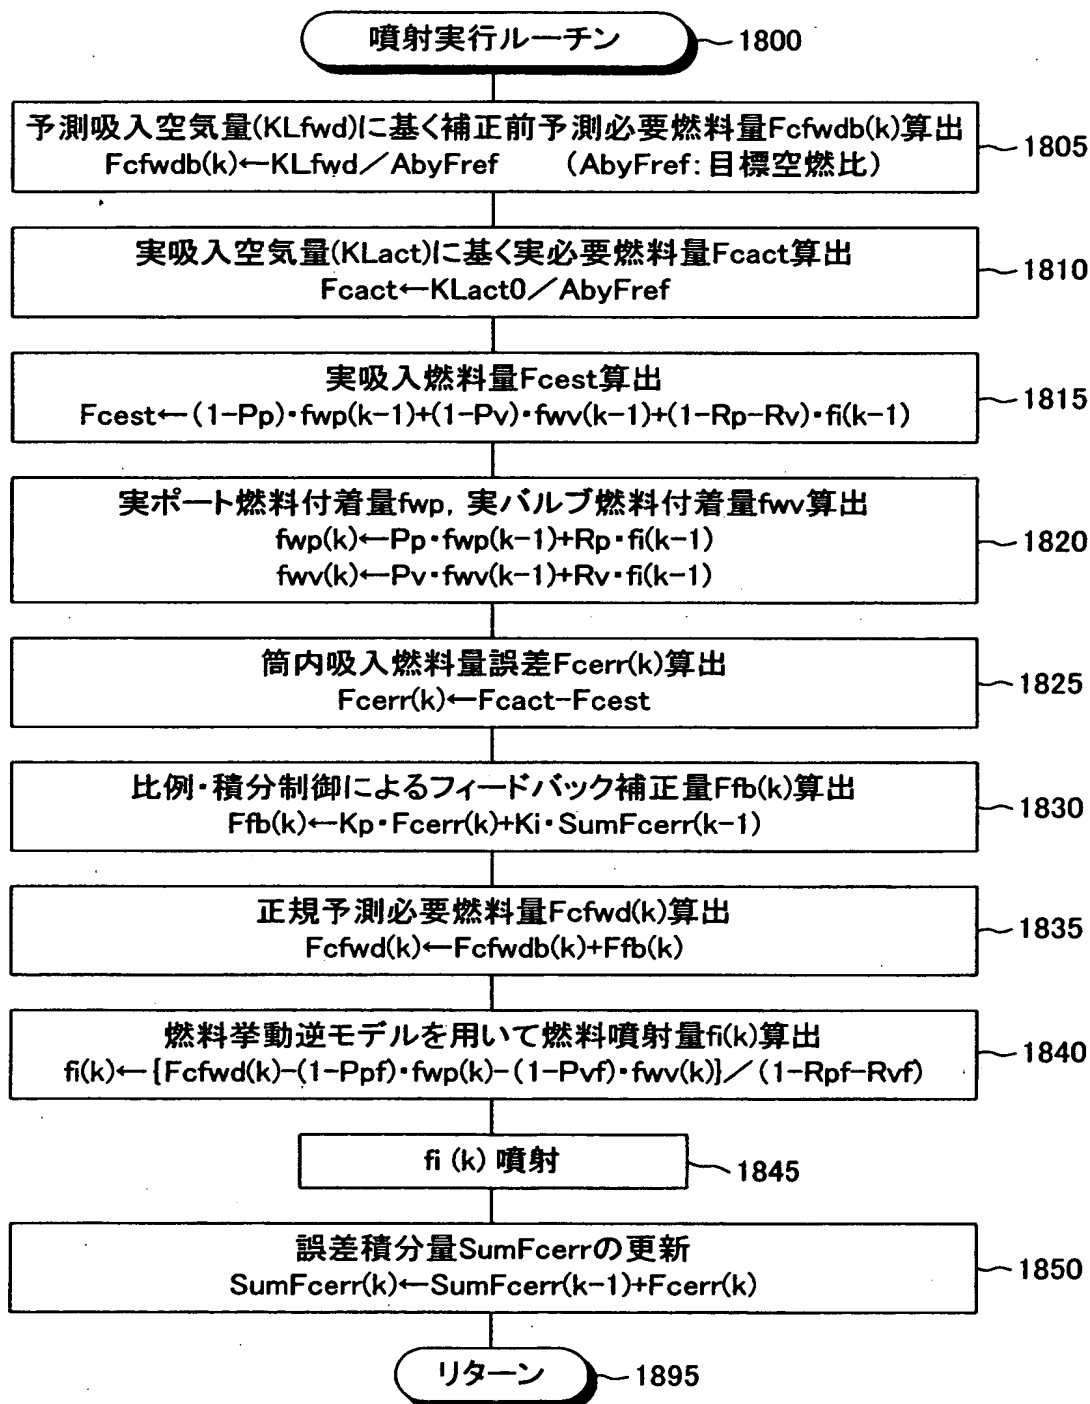 噴射実行ルーチン
1800
予測吸入空気量(KLfwd)に基く補正前予測必要燃料量Fcfwdb(k)算出
Fcfwdb(k)←KLfwd/AbyFref (AbyFref:目標空燃比)
1805
実吸入空気量(KLact)に基く実必要燃料量Fcact算出
Fcact←KLact0/AbyFref
1810
実吸入燃料量Fcest算出
Fcest←(1-Pp)・fwp(k-1)+(1-Pv)・fwv(k-1)+(1-Rp-Rv)・fi(k-1)
1815
実ポート燃料付着量fwp, 実バルブ燃料付着量fwv算出
fwp(k)←Pp・fwp(k-1)+Rp・fi(k-1)
fwv(k)←Pv・fwv(k-1)+Rv・fi(k-1)
1820
筒内吸入燃料量誤差Fcerr(k)算出
Fcerr(k)←Fcact-Fcest
1825
比例・積分制御によるフィードバック補正量Ffb(k)算出
Ffb(k)←Kp・Fcerr(k)+Ki・SumFcerr(k-1)
1830
正規予測必要燃料量Fcfwd(k)算出
Fcfwd(k)←Fcfwdb(k)+Ffb(k)
1835
燃料挙動逆モデルを用いて燃料噴射量fi(k)算出
fi(k)←{Fcfwd(k)-(1-Ppf)・fwp(k)-(1-Pvf)・fwv(k)}/(1-Rpf-Rvf)
1840
fi (k) 噴射
1845
誤差積分量SumFcerrの更新
SumFcerr(k)←SumFcerr(k-1)+Fcerr(k)
1850
リターン
1895